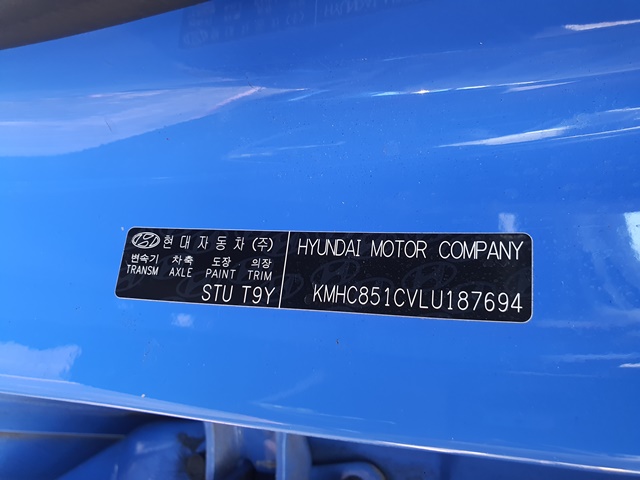 현대자동차(주)
변속기 차축 도장 의장
TRANSM AXLE PAINT TRIM
STU T9Y
HYUNDAI MOTOR COMPANY
KMHC851CVLU187694